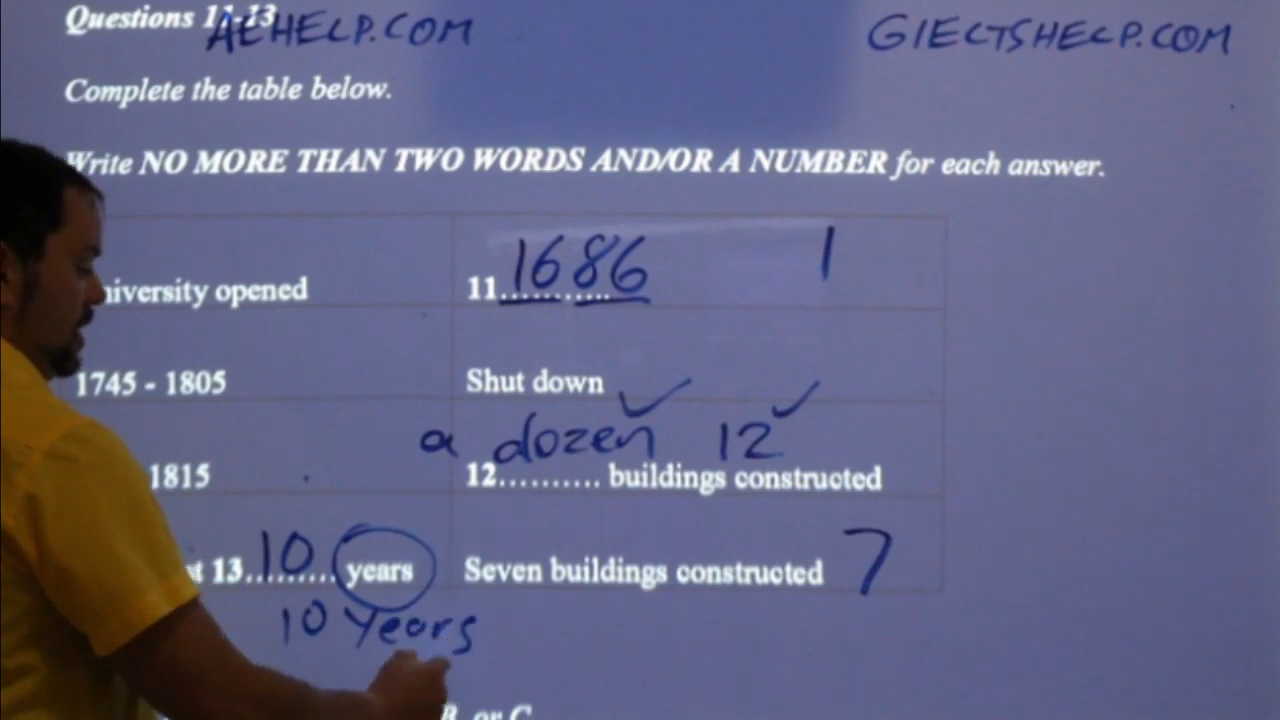 Questions 11-13
AEHELP.COM GIELTSHELP.COM
Complete the table below.
Write NO MORE THAN TWO WORDS AND/OR A NUMBER for each answer.
niversity opened 11........... 1686 1
1745 - 1805 Shut down
a dozen 12
1815 12.......... buildings constructed
t 13......... 10 years Seven buildings constructed 7
10 Years
B, or C